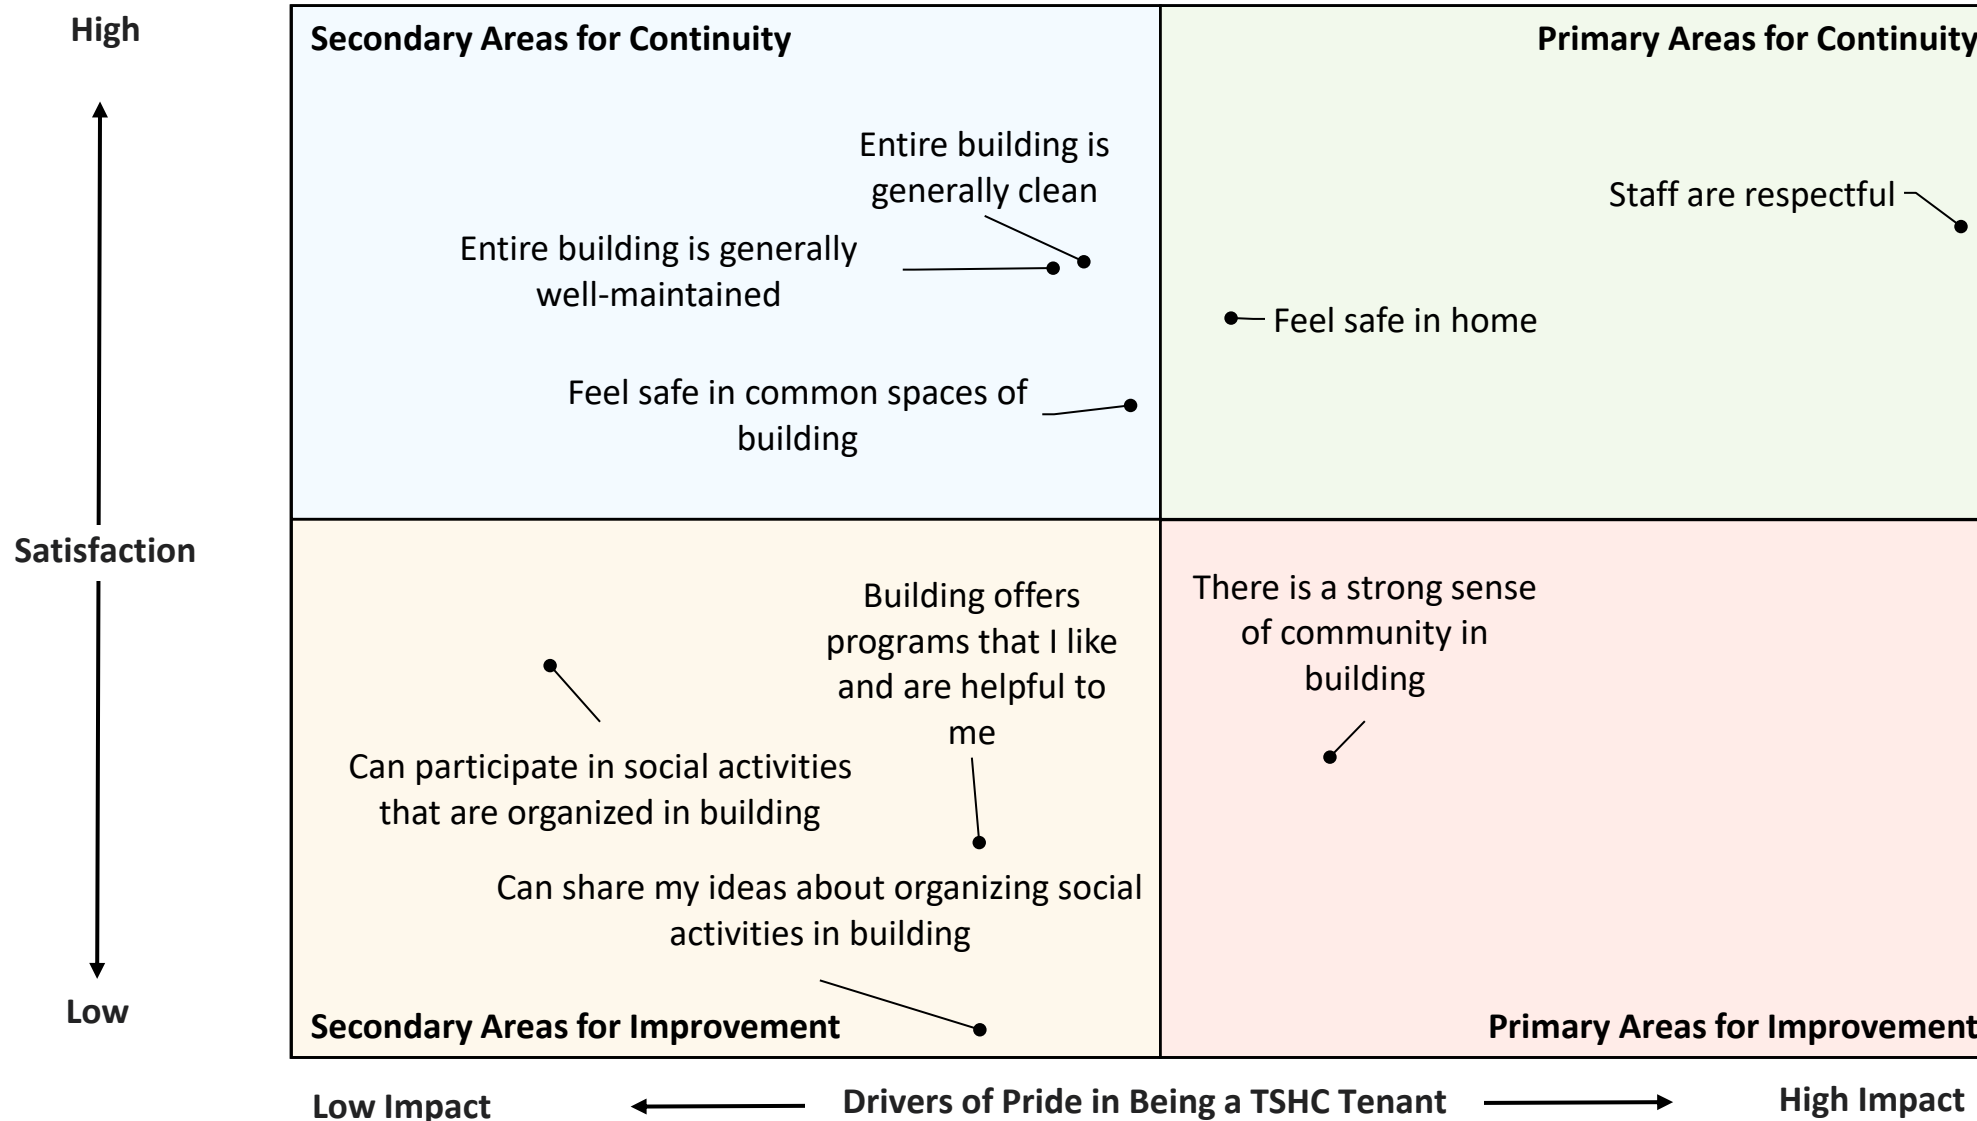 High
Secondary Areas for Continuity
Primary Areas for Continuity
Entire building is
generally clean
Staff are respectful
Entire building is generally
well-maintained
Feel safe in home
Feel safe in common spaces of
building
Satisfaction
Building offers
programs that I like
and are helpful to
me
There is a strong sense
of community in
building
Can participate in social activities
that are organized in building
Can share my ideas about organizing social
activities in building
Low
Secondary Areas for Improvement
Primary Areas for Improvement
Low Impact
Drivers of Pride in Being a TSHC Tenant
High Impact